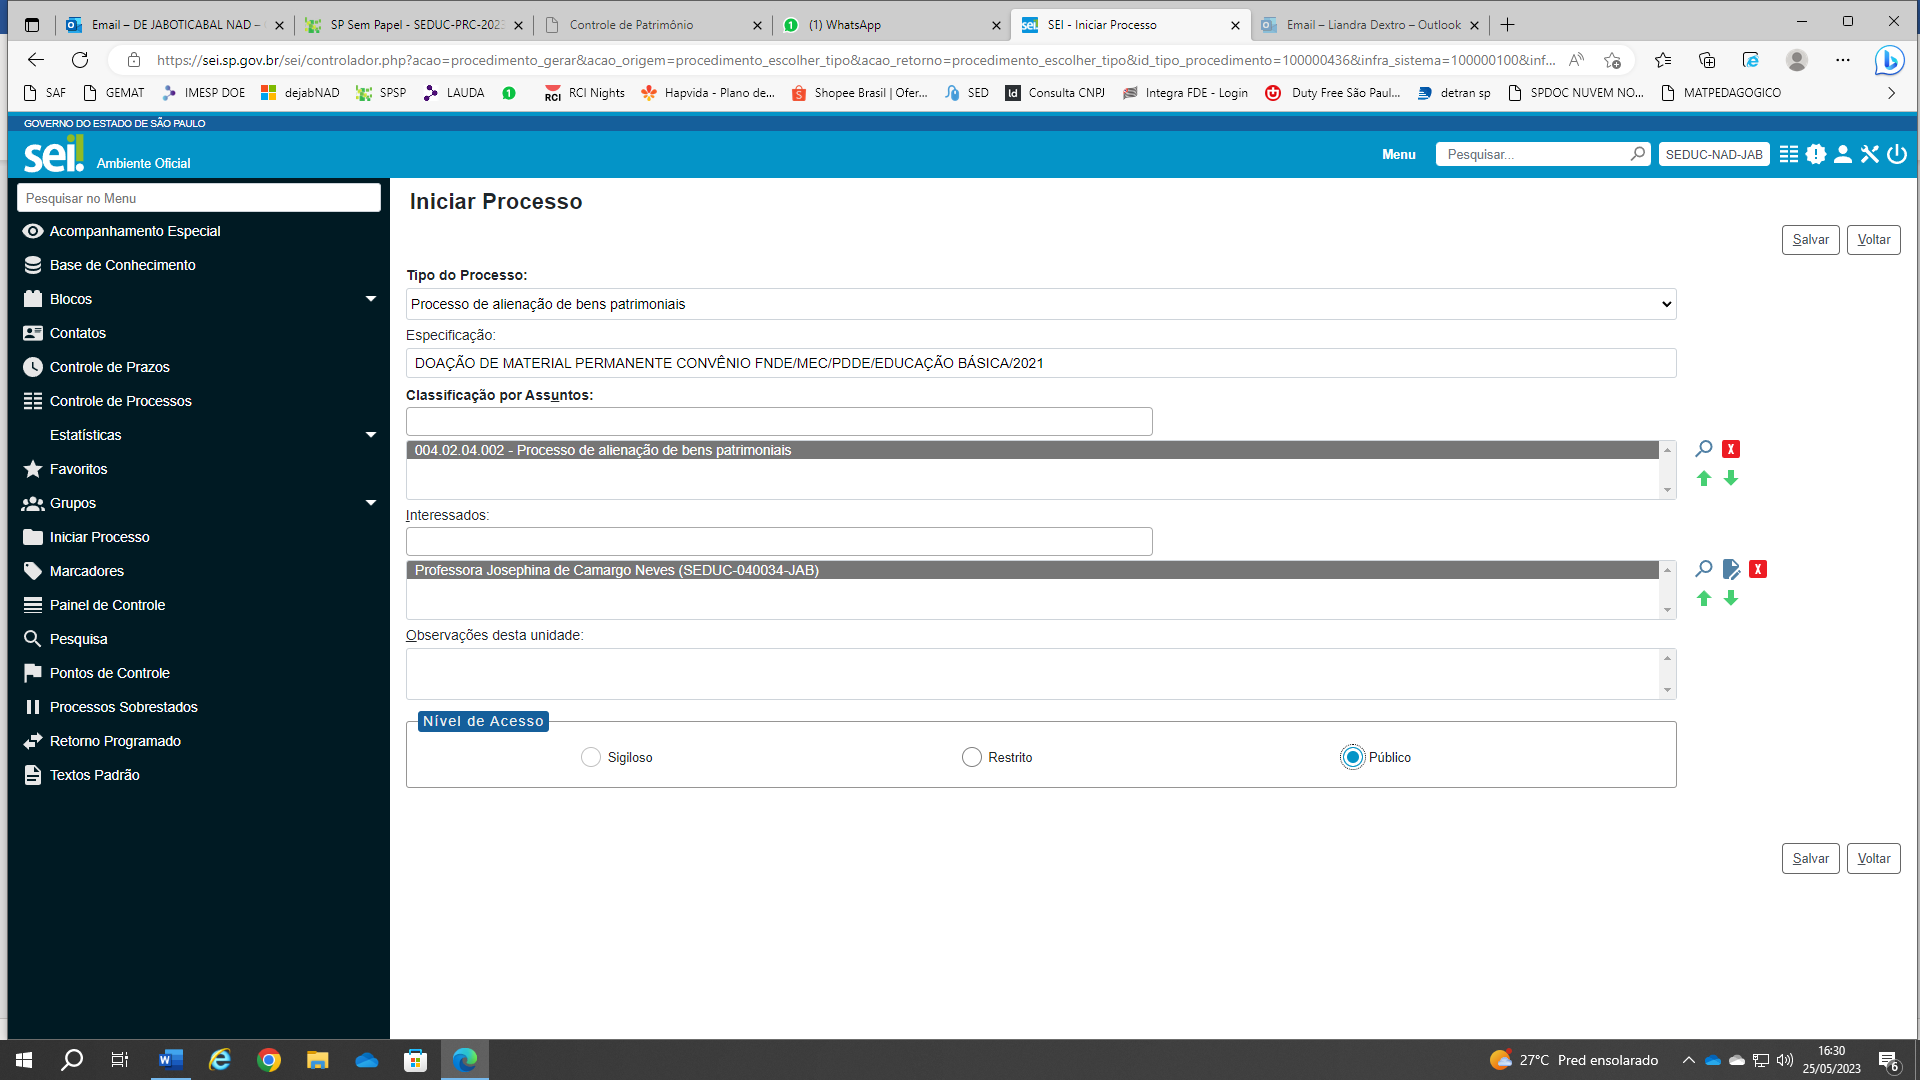 Email – DE JABOTICABAL NAD –
SP Sem Papel - SEDUC-PRC-202
Controle de Patrimônio
(1) WhatsApp
SEI - Iniciar Processo
Email – Liandra Dextro – Outlook
https://sei.sp.gov.br/sei/controlador.php?acao=procedimento_gerar&acao_origem=procedimento_escolher_tipo&acao_retorno=procedimento_escolher_tipo&id_tipo_procedimento=100000436&infra_sistema=100000100&inf...
SAF
GEMAT
IMESP DOE
dejabNAD
SPSP
LAUDA
RCI Nights
Hapvida - Plano de...
Shopee Brasil | Ofer...
SED
Consulta CNPJ
Integra FDE - Login
Duty Free São Paul...
detran sp
SPDOC NUVEM NO...
MATPEDAGOGICO
GOVERNO DO ESTADO DE SÃO PAULO
sei!
Ambiente Oficial
Menu
Pesquisar...
SEDUC-NAD-JAB
Pesquisar no Menu
Acompanhamento Especial
Base de Conhecimento
Blocos
Contatos
Controle de Prazos
Controle de Processos
Estatísticas
Favoritos
Grupos
Iniciar Processo
Marcadores
Painel de Controle
Pesquisa
Pontos de Controle
Processos Sobrestados
Retorno Programado
Textos Padrão
Iniciar Processo
Salvar
Voltar
Tipo do Processo:
Processo de alienação de bens patrimoniais
Especificação:
DOAÇÃO DE MATERIAL PERMANENTE CONVÊNIO FNDE/MEC/PDDE/EDUCAÇÃO BÁSICA/2021
Classificação por Assuntos:
004.02.04.002 - Processo de alienação de bens patrimoniais
Interessados:
Professora Josephina de Camargo Neves (SEDUC-040034-JAB)
Observações desta unidade:
Nível de Acesso
Sigiloso
Restrito
Público
Salvar
Voltar
27°C Pred ensolarado
16:30
25/05/2023
6